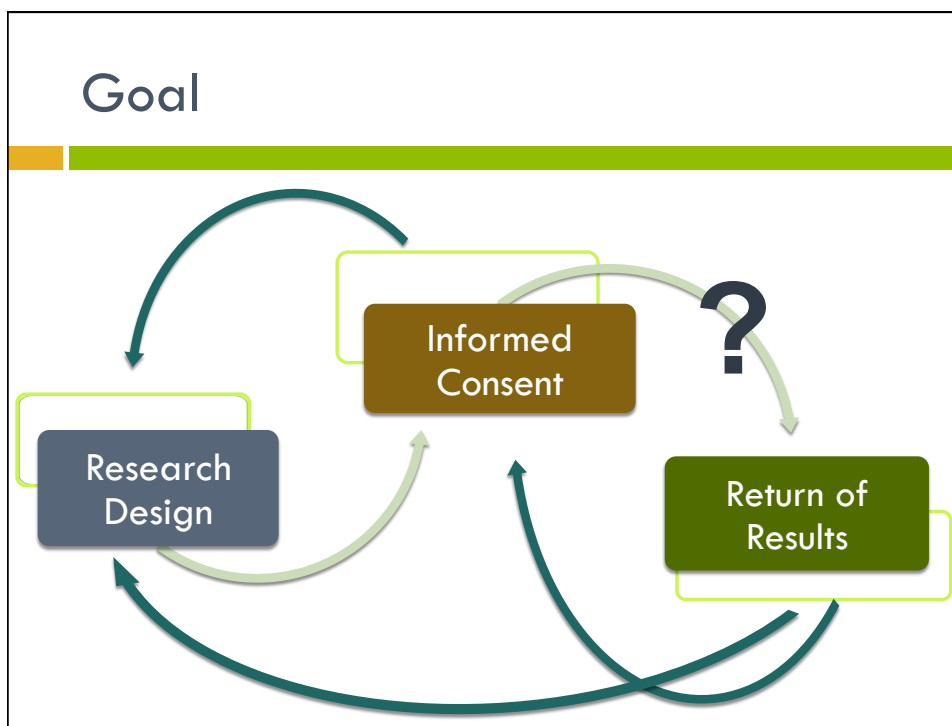 Goal
Informed
Consent
?
Research
Design
Return of
Results